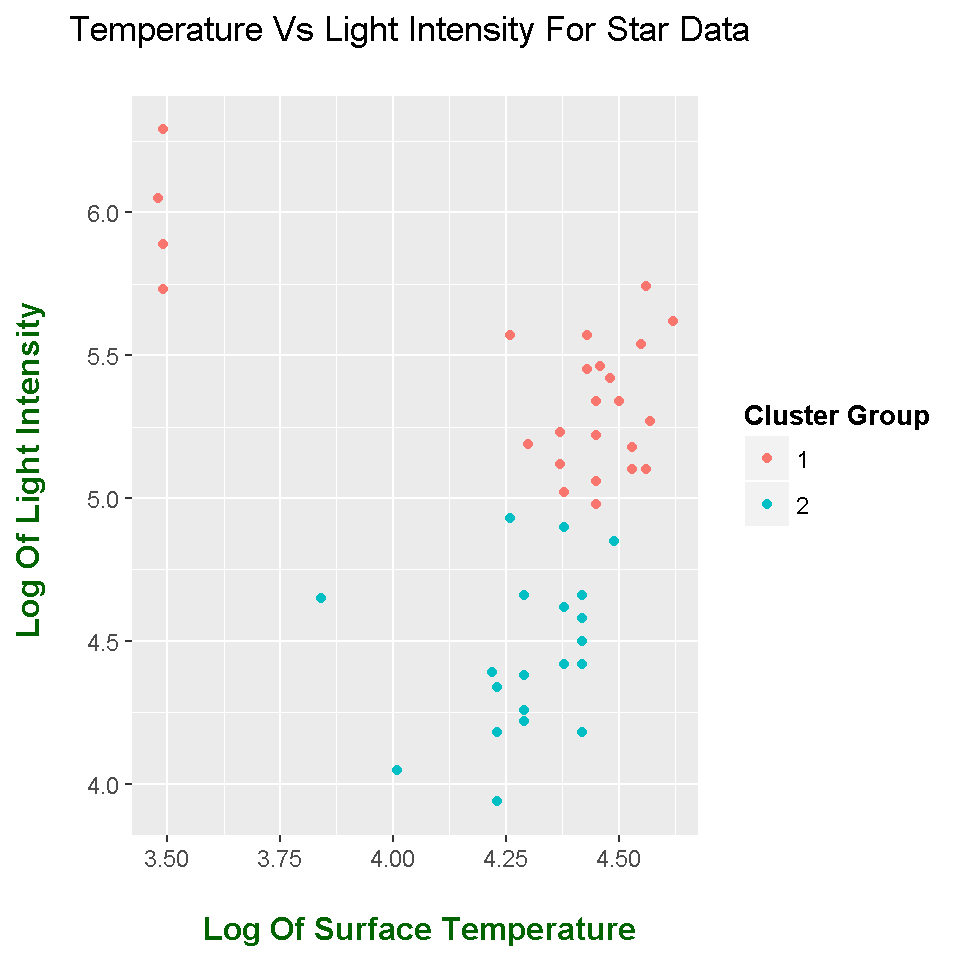 Temperature Vs Light Intensity For Star Data
Log Of Light Intensity
6.0
5.5
5.0
4.5
4.0
3.50 3.75 4.00 4.25 4.50
Log Of Surface Temperature
Cluster Group
1
2